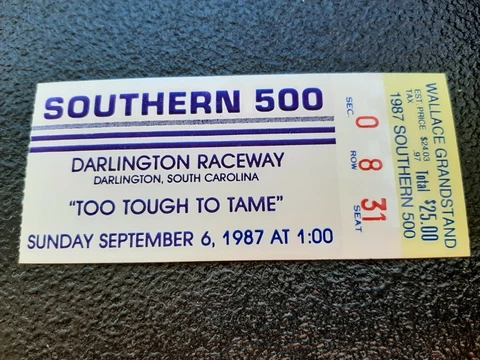 SOUTHERN 500
DARLINGTON RACEWAY
DARLINGTON, SOUTH CAROLINA
"TOO TOUGH TO TAME"
SUNDAY SEPTEMBER 6, 1987 AT 1:00
SEC. O
ROW 8
SEAT 31
WALLACE GRANDSTAND
EST PRICE $24.03
TAX .97 Total $25.00
1987 SOUTHERN 500